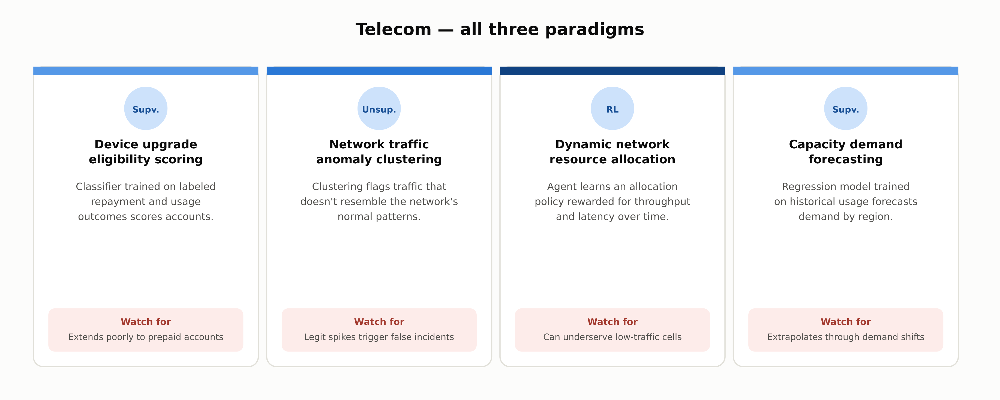 Telecom — all three paradigms
Supv.
Device upgrade
eligibility scoring
Classifier trained on labeled
repayment and usage
outcomes scores accounts.
Watch for
Extends poorly to prepaid accounts
Unsup.
Network traffic
anomaly clustering
Clustering flags traffic that
doesn't resemble the network's
normal patterns.
Watch for
Legit spikes trigger false incidents
RL
Dynamic network
resource allocation
Agent learns an allocation
policy rewarded for throughput
and latency over time.
Watch for
Can underserve low-traffic cells
Supv.
Capacity demand
forecasting
Regression model trained
on historical usage forecasts
demand by region.
Watch for
Extrapolates through demand shifts